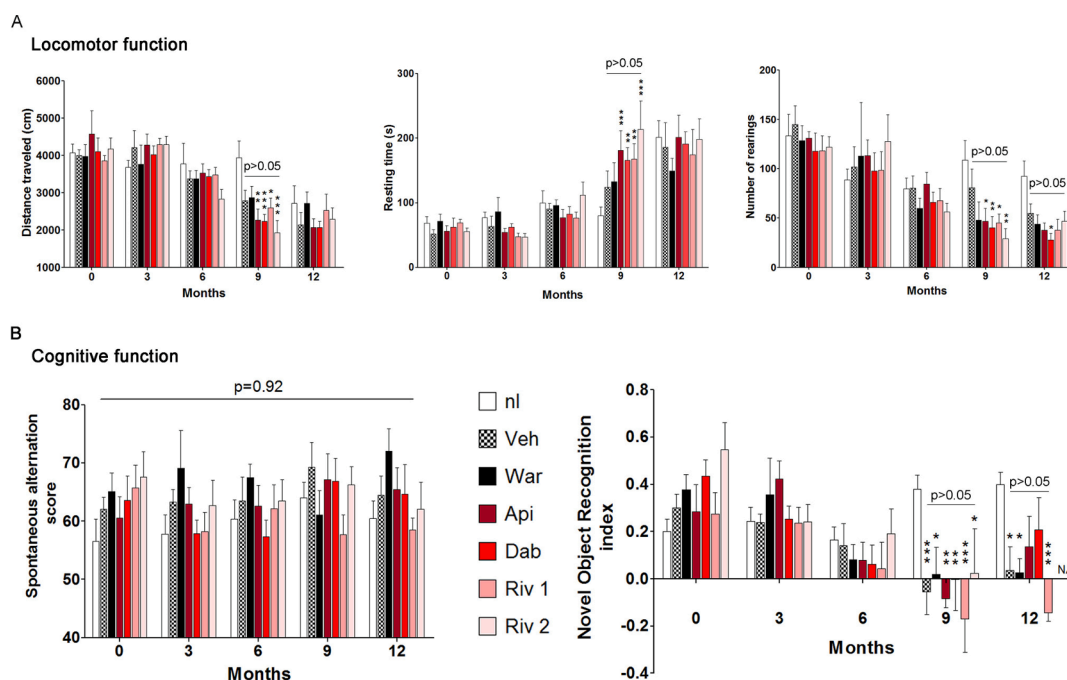 A
Locomotor function
Distance traveled (cm)
6000
5000
4000
3000
2000
1000
p>0.05
*** *** * ***
0 3 6 9 12
Months
Resting time (s)
300
200
100
0
p>0.05
*** ** ** ***
0 3 6 9 12
Months
Number of rearings
200
150
100
50
0
p>0.05
* ** * **
p>0.05
*
0 3 6 9 12
Months
B
Cognitive function
p=0.92
Spontaneous alternation
score
80
70
60
50
40
0 3 6 9 12
Months
nl
Veh
War
Api
Dab
Riv 1
Riv 2
Novel Object Recognition
index
0.8
0.6
0.4
0.2
0.0
-0.2
-0.4
p>0.05
*** * ** ** *** *
p>0.05
* * ***
0 3 6 9 12
Months